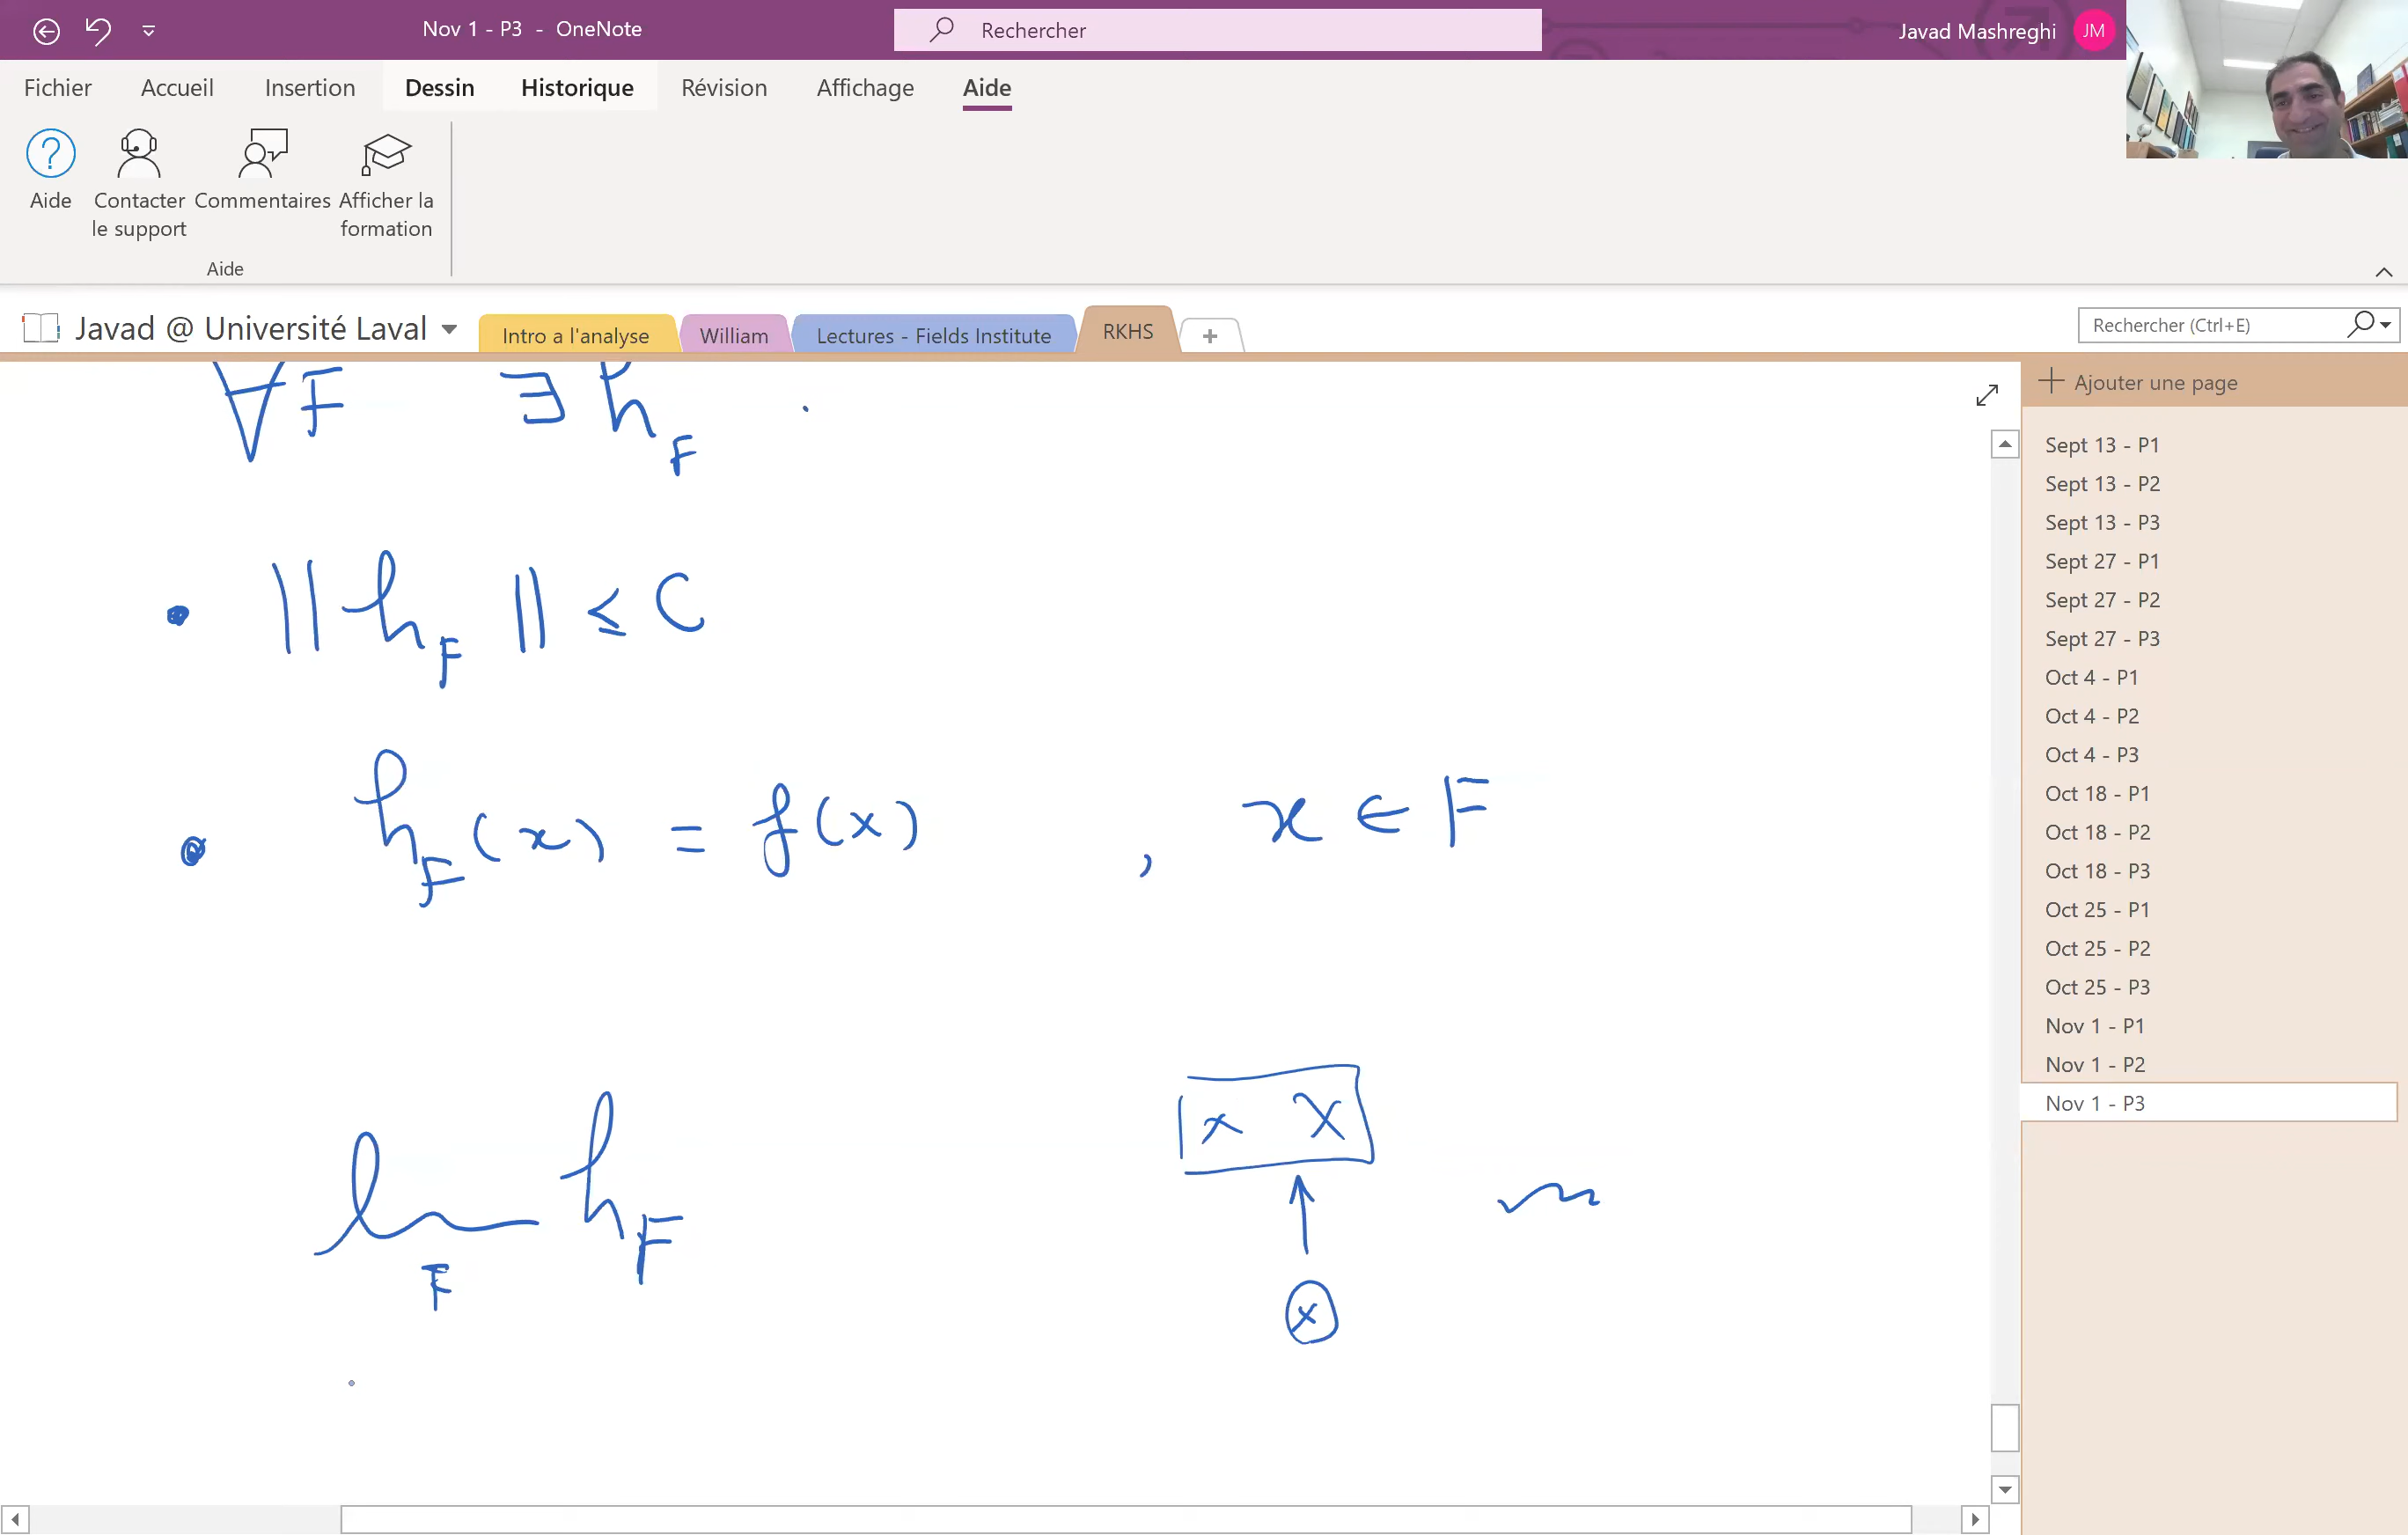 Nov 1 - P3 - OneNote
Rechercher
Javad Mashreghi
JM
Fichier Accueil Insertion Dessin Historique Révision Affichage Aide
Aide
Contacter le support
Commentaires
Afficher la formation
Aide
Javad @ Université Laval
Intro a l'analyse
William
Lectures - Fields Institute
RKHS
Rechercher (Ctrl+E)
Ajouter une page
Sept 13 - P1
Sept 13 - P2
Sept 13 - P3
Sept 27 - P1
Sept 27 - P2
Sept 27 - P3
Oct 4 - P1
Oct 4 - P2
Oct 4 - P3
Oct 18 - P1
Oct 18 - P2
Oct 18 - P3
Oct 25 - P1
Oct 25 - P2
Oct 25 - P3
Nov 1 - P1
Nov 1 - P2
Nov 1 - P3
∀F ∃ h_F .
• ||h_F|| ≤ C
• h_F(x) = f(x) , x ∈ F
x X
lim_F h_F
x